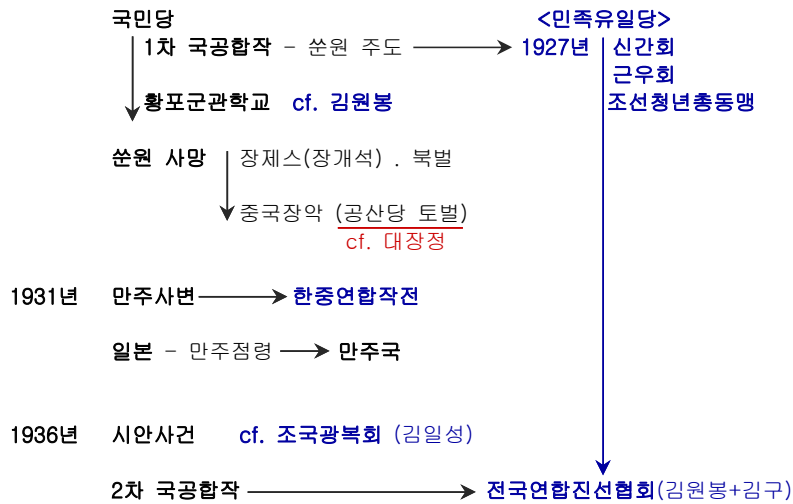 국민당 <민족유일당>
1차 국공합작 - 쑨원 주도 1927년 신간회
근우회
황포군관학교 cf. 김원봉 조선청년총동맹
쑨원 사망 장제스(장개석) . 북벌
중국장악 (공산당 토벌)
cf. 대장정
1931년 만주사변 한중연합작전
일본 - 만주점령 만주국
1936년 시안사건 cf. 조국광복회 (김일성)
2차 국공합작 전국연합진선협회(김원봉+김구)